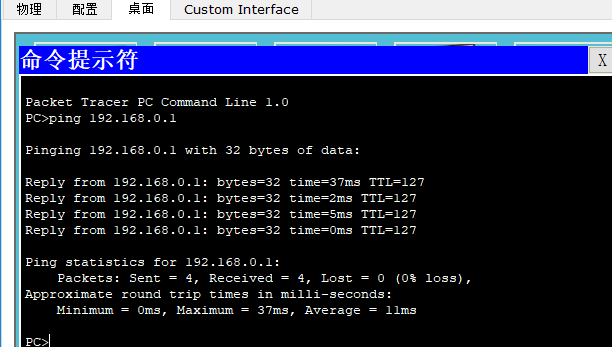 物理 配置 桌面 Custom Interface
命令提示符 X
Packet Tracer PC Command Line 1.0
PC>ping 192.168.0.1
Pinging 192.168.0.1 with 32 bytes of data:
Reply from 192.168.0.1: bytes=32 time=37ms TTL=127
Reply from 192.168.0.1: bytes=32 time=2ms TTL=127
Reply from 192.168.0.1: bytes=32 time=5ms TTL=127
Reply from 192.168.0.1: bytes=32 time=0ms TTL=127
Ping statistics for 192.168.0.1:
Packets: Sent = 4, Received = 4, Lost = 0 (0% loss),
Approximate round trip times in milli-seconds:
Minimum = 0ms, Maximum = 37ms, Average = 11ms
PC>